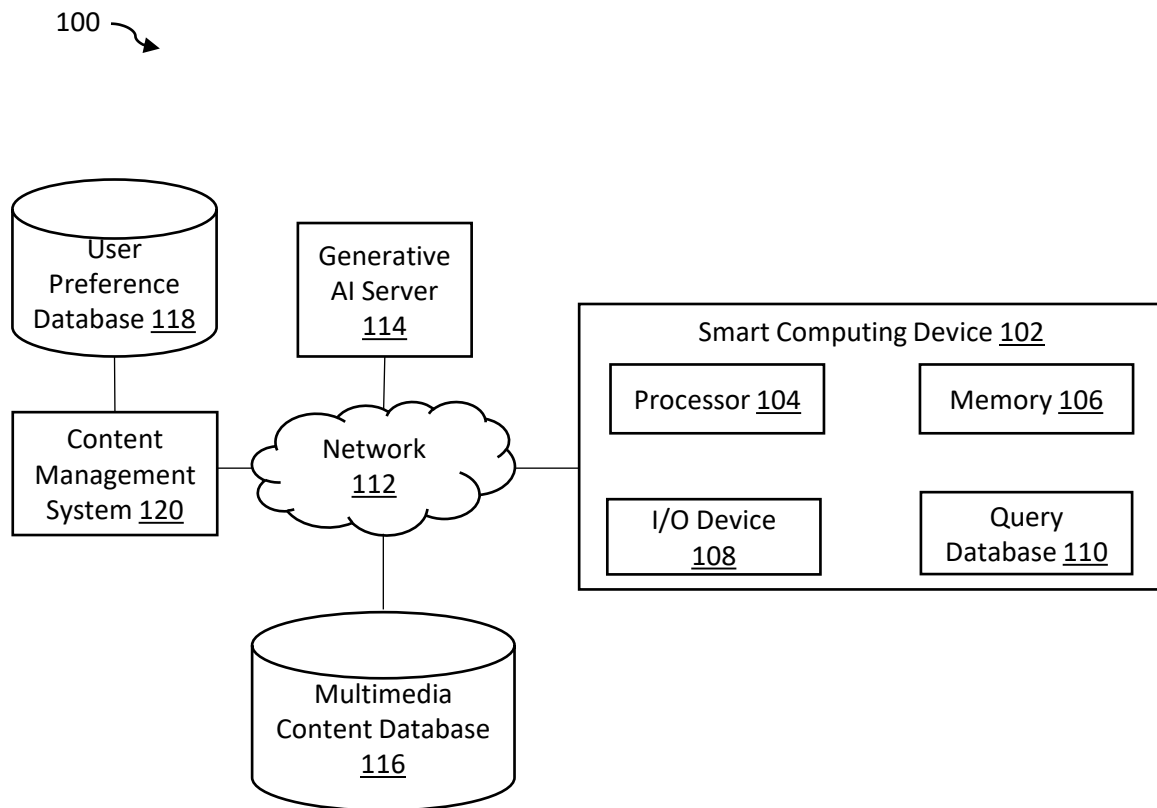 100
User
Preference
Database 118
Generative
AI Server
114
Smart Computing Device 102
Processor 104
Memory 106
Content
Management
System 120
Network
112
I/O Device
108
Query
Database 110
Multimedia
Content Database
116